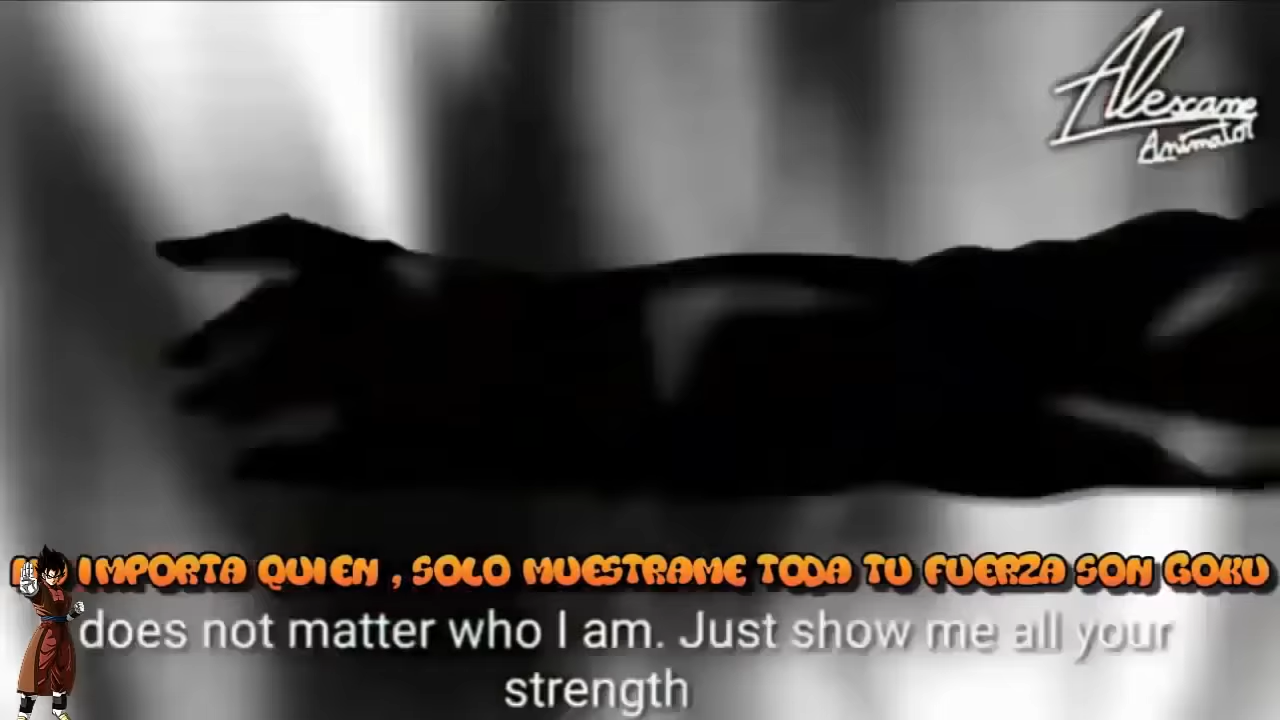 Alexane
Animator
IMPORTA QUIEN , SOLO MUESTRAME TODA TU FUERZA SON GOKU
does not matter who I am. Just show me all your
strength